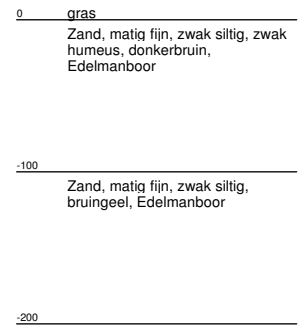 0 gras
Zand, matig fijn, zwak siltig, zwak
humeus, donkerbruin,
Edelmanboor
-100
Zand, matig fijn, zwak siltig,
bruingeel, Edelmanboor
-200